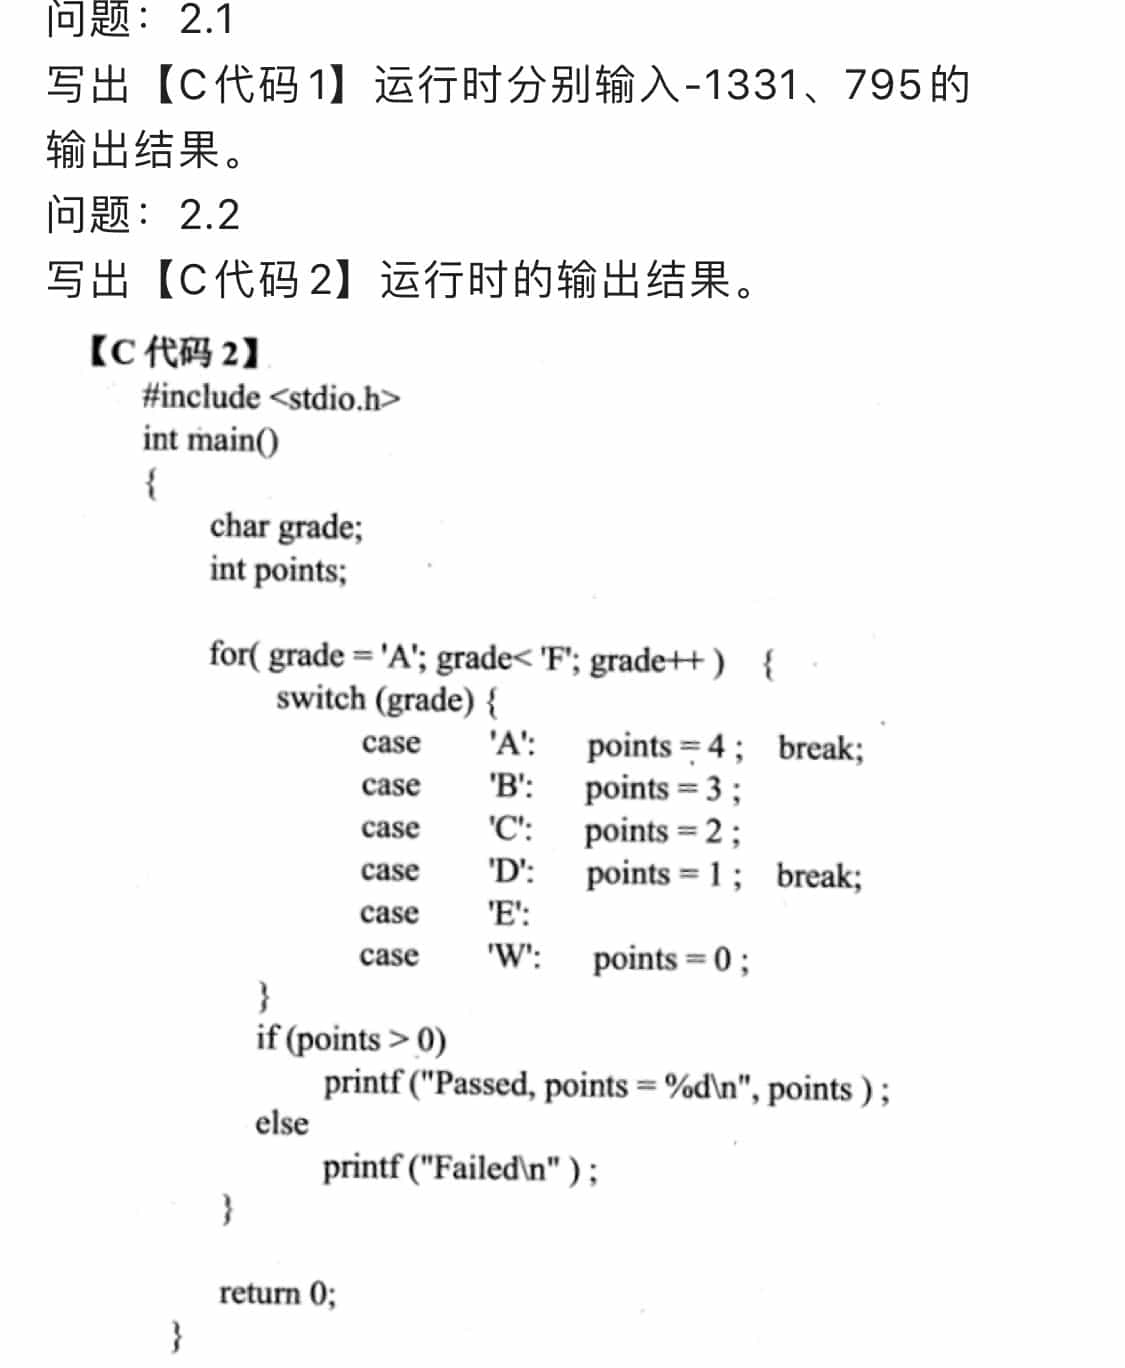 问题：2.1
写出【C代码1】运行时分别输入-1331、795的
输出结果。
问题：2.2
写出【C代码2】运行时的输出结果。
【C 代码 2】
#include <stdio.h>
int main()
{
char grade;
int points;
for( grade = 'A'; grade< 'F'; grade++ ) {
switch (grade) {
case 'A': points = 4 ; break;
case 'B': points = 3 ;
case 'C': points = 2 ;
case 'D': points = 1 ; break;
case 'E':
case 'W': points = 0 ;
}
if (points > 0)
printf ("Passed, points = %d\n", points ) ;
else
printf ("Failed\n" ) ;
}
return 0;
}